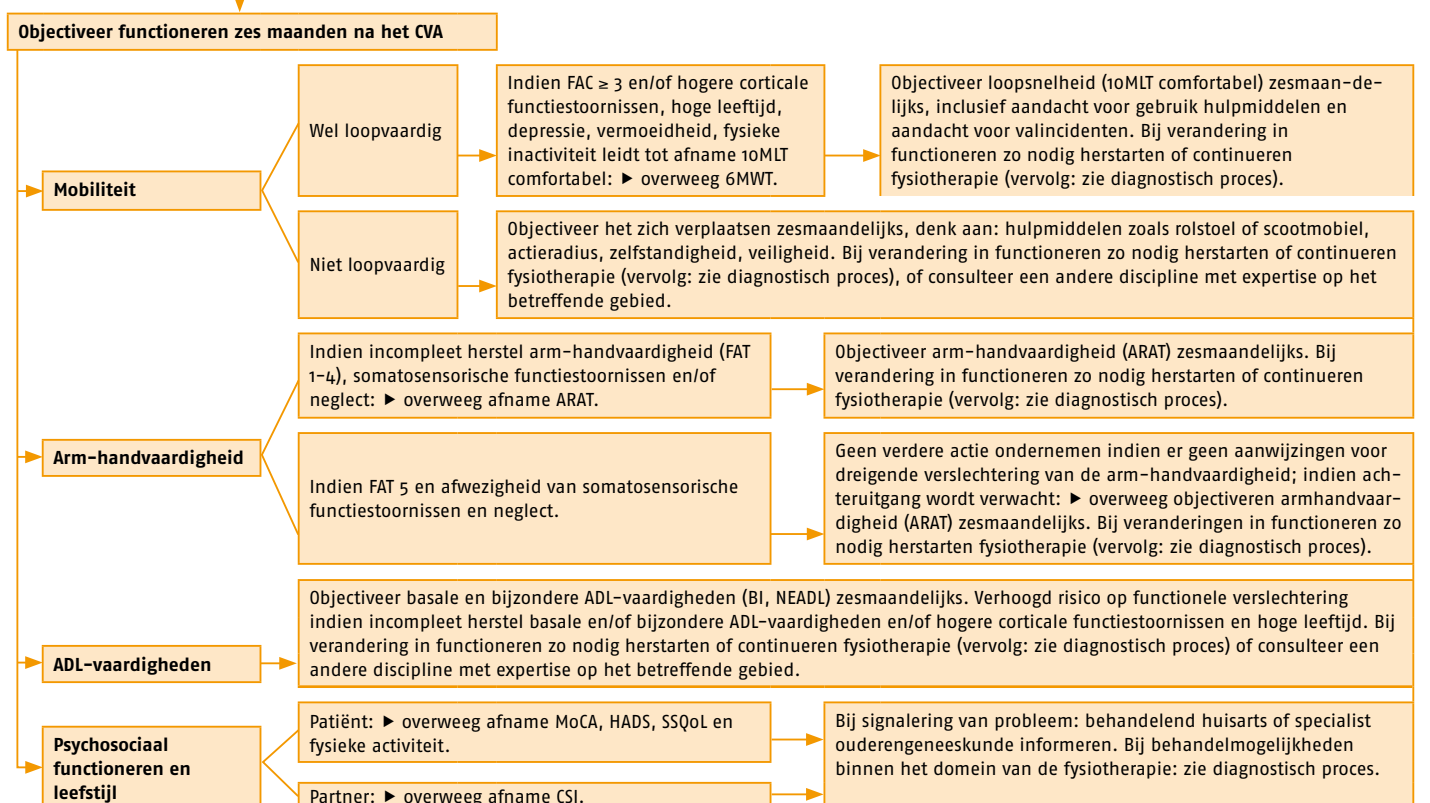 Objectiveer functioneren zes maanden na het CVA
Mobiliteit
Wel loopvaardig
Indien FAC ≥ 3 en/of hogere corticale
functiestoornissen, hoge leeftijd,
depressie, vermoeidheid, fysieke
inactiviteit leidt tot afname 10MLT
comfortabel: ► overweeg 6MWT.
Objectiveer loopsnelheid (10MLT comfortabel) zesmaan-de-
lijks, inclusief aandacht voor gebruik hulpmiddelen en
aandacht voor valincidenten. Bij verandering in
functioneren zo nodig herstarten of continueren
fysiotherapie (vervolg: zie diagnostisch proces).
Niet loopvaardig
Objectiveer het zich verplaatsen zesmaandelijks, denk aan: hulpmiddelen zoals rolstoel of scootmobiel,
actieradius, zelfstandigheid, veiligheid. Bij verandering in functioneren zo nodig herstarten of continueren
fysiotherapie (vervolg: zie diagnostisch proces), of consulteer een andere discipline met expertise op het
betreffende gebied.
Arm-handvaardigheid
Indien incompleet herstel arm-handvaardigheid (FAT
1-4), somatosensorische functiestoornissen en/of
neglect: ► overweeg afname ARAT.
Objectiveer arm-handvaardigheid (ARAT) zesmaandelijks. Bij
verandering in functioneren zo nodig herstarten of continueren
fysiotherapie (vervolg: zie diagnostisch proces).
Indien FAT 5 en afwezigheid van somatosensorische
functiestoornissen en neglect.
Geen verdere actie ondernemen indien er geen aanwijzingen voor
dreigende verslechtering van de arm-handvaardigheid; indien ach-
teruitgang wordt verwacht: ► overweeg objectiveren armhandvaar-
digheid (ARAT) zesmaandelijks. Bij veranderingen in functioneren zo
nodig herstarten fysiotherapie (vervolg: zie diagnostisch proces).
ADL-vaardigheden
Objectiveer basale en bijzondere ADL-vaardigheden (BI, NEADL) zesmaandelijks. Verhoogd risico op functionele verslechtering
indien incompleet herstel basale en/of bijzondere ADL-vaardigheden en/of hogere corticale functiestoornissen en hoge leeftijd. Bij
verandering in functioneren zo nodig herstarten of continueren fysiotherapie (vervolg: zie diagnostisch proces) of consulteer een
andere discipline met expertise op het betreffende gebied.
Psychosociaal
functioneren en
leefstijl
Patiënt: ► overweeg afname MoCA, HADS, SSQoL en
fysieke activiteit.
Partner: ► overweeg afname CSI.
Bij signalering van probleem: behandelend huisarts of specialist
ouderengeneeskunde informeren. Bij behandelmogelijkheden
binnen het domein van de fysiotherapie: zie diagnostisch proces.